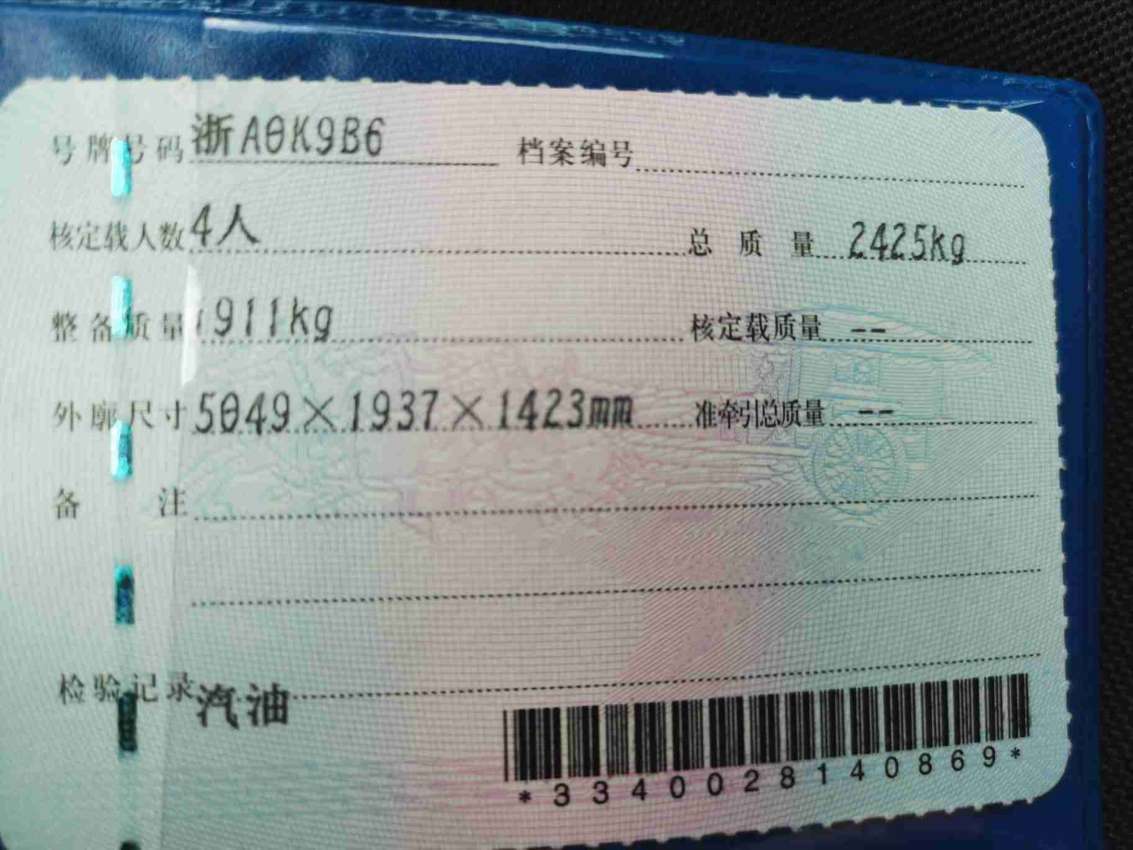 号牌号码 浙A0K9B6 档案编号
核定载人数 4人 总质量 2425kg
整备质量 1911kg 核定载质量 --
外廓尺寸 5049×1937×1423mm 准牵引总质量 --
备注
检验记录 汽油
*3340028140869*